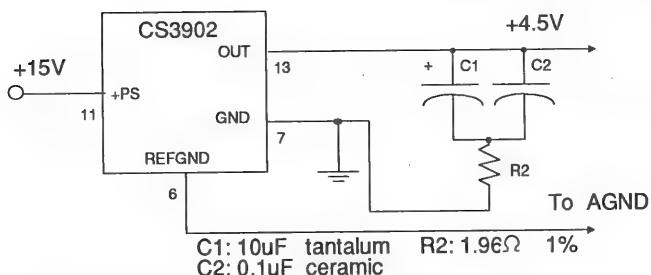 CS3902
+4.5V
OUT
+ C1 C2
+15V
13
+PS
11
GND
7
REFGND
R2
6
To AGND
C1: 10uF tantalum R2: 1.96Ω 1%
C2: 0.1uF ceramic